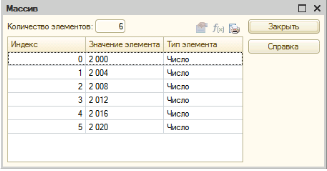 Массив
Количество элементов: 6
Закрыть
Справка
Индекс Значение элемента Тип элемента
0 2 000 Число
1 2 004 Число
2 2 008 Число
3 2 012 Число
4 2 016 Число
5 2 020 Число